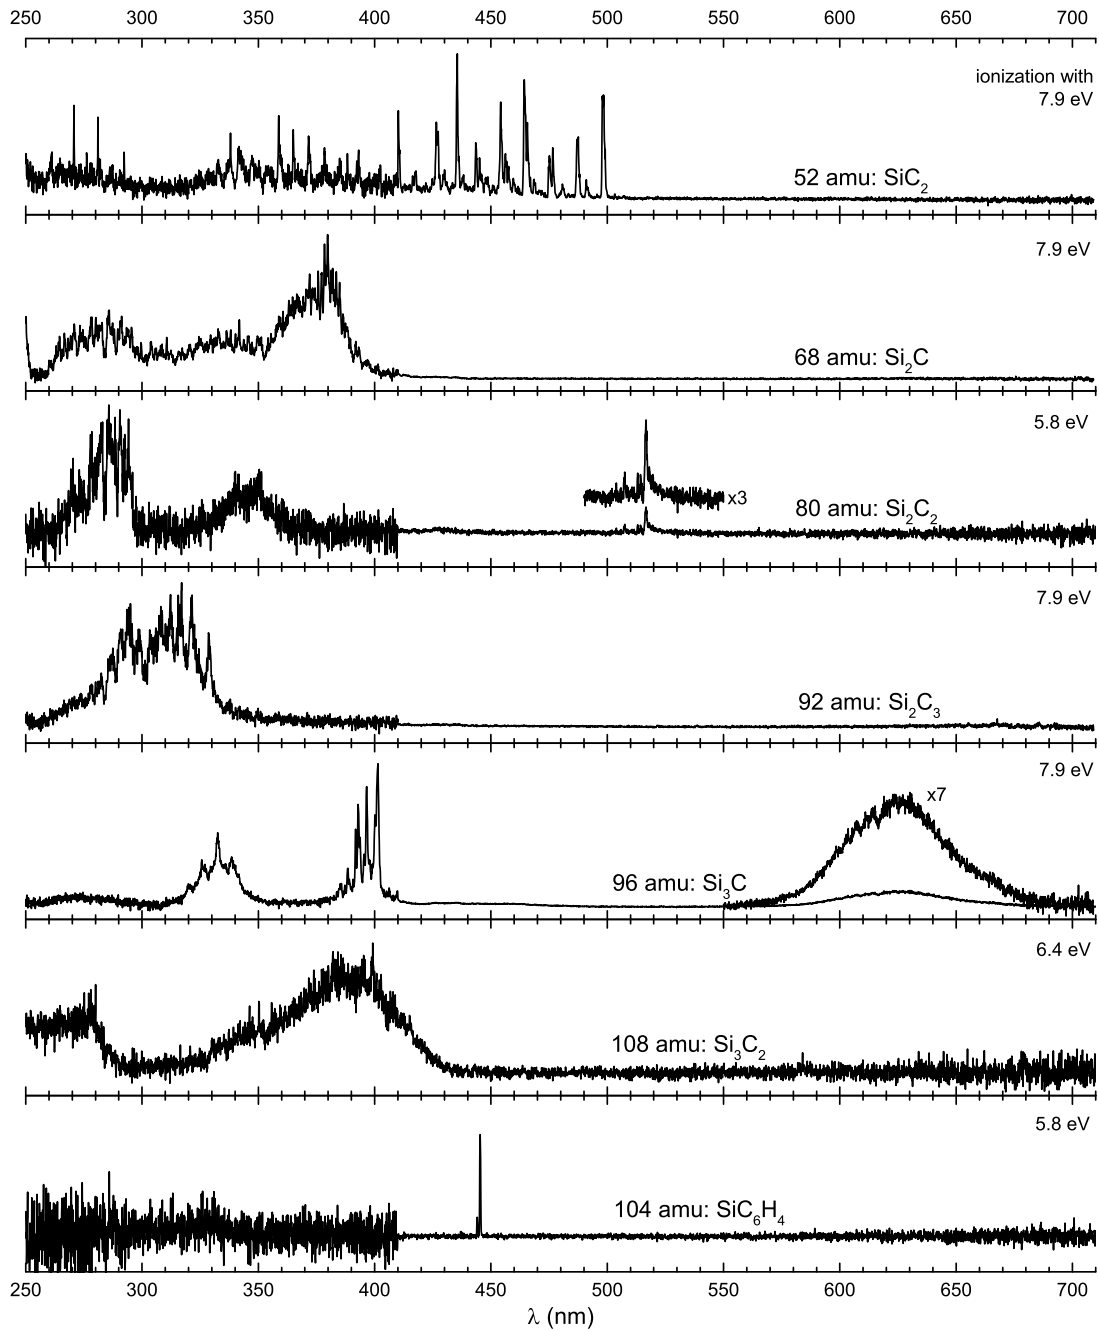 250 300 350 400 450 500 550 600 650 700
ionization with
7.9 eV
52 amu: SiC₂
7.9 eV
68 amu: Si₂C
5.8 eV
x3
80 amu: Si₂C₂
7.9 eV
92 amu: Si₂C₃
7.9 eV
x7
96 amu: Si₃C
6.4 eV
108 amu: Si₃C₂
5.8 eV
104 amu: SiC₆H₄
250 300 350 400 450 500 550 600 650 700
λ (nm)